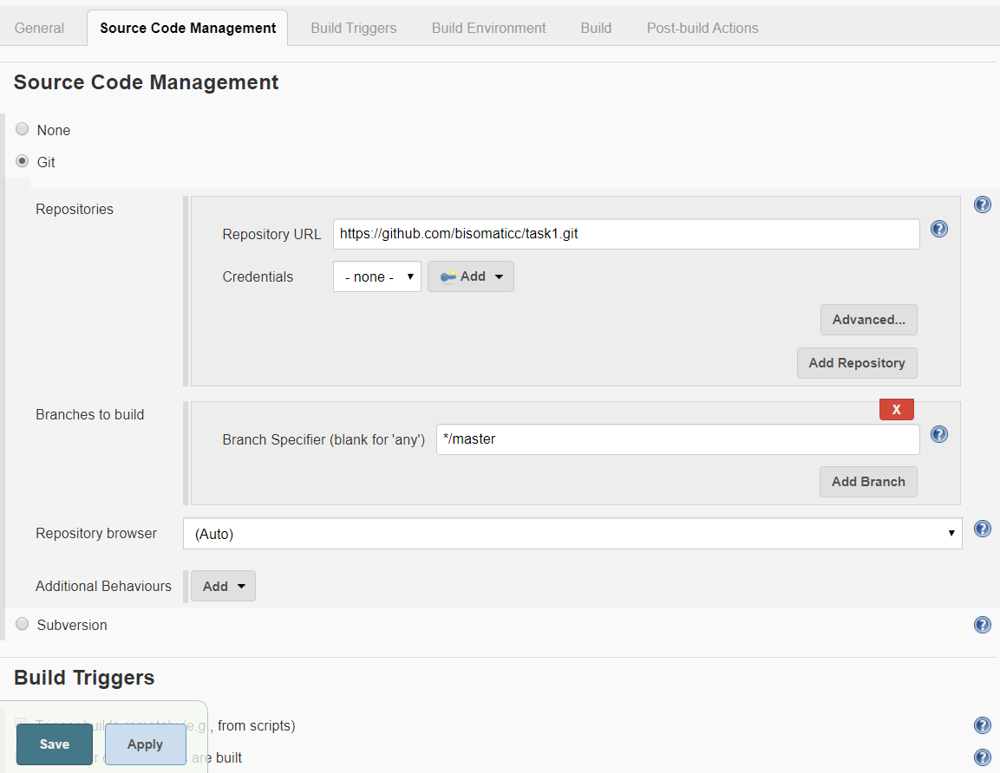 General Source Code Management Build Triggers Build Environment Build Post-build Actions
Source Code Management
None
Git
Repositories
Repository URL https://github.com/bisomaticc/task1.git
Credentials - none - Add
Advanced...
Add Repository
Branches to build
X
Branch Specifier (blank for 'any') */master
Add Branch
Repository browser (Auto)
Additional Behaviours Add
Subversion
Build Triggers
Trigger builds remotely (e.g., from scripts)
Save Apply
are built